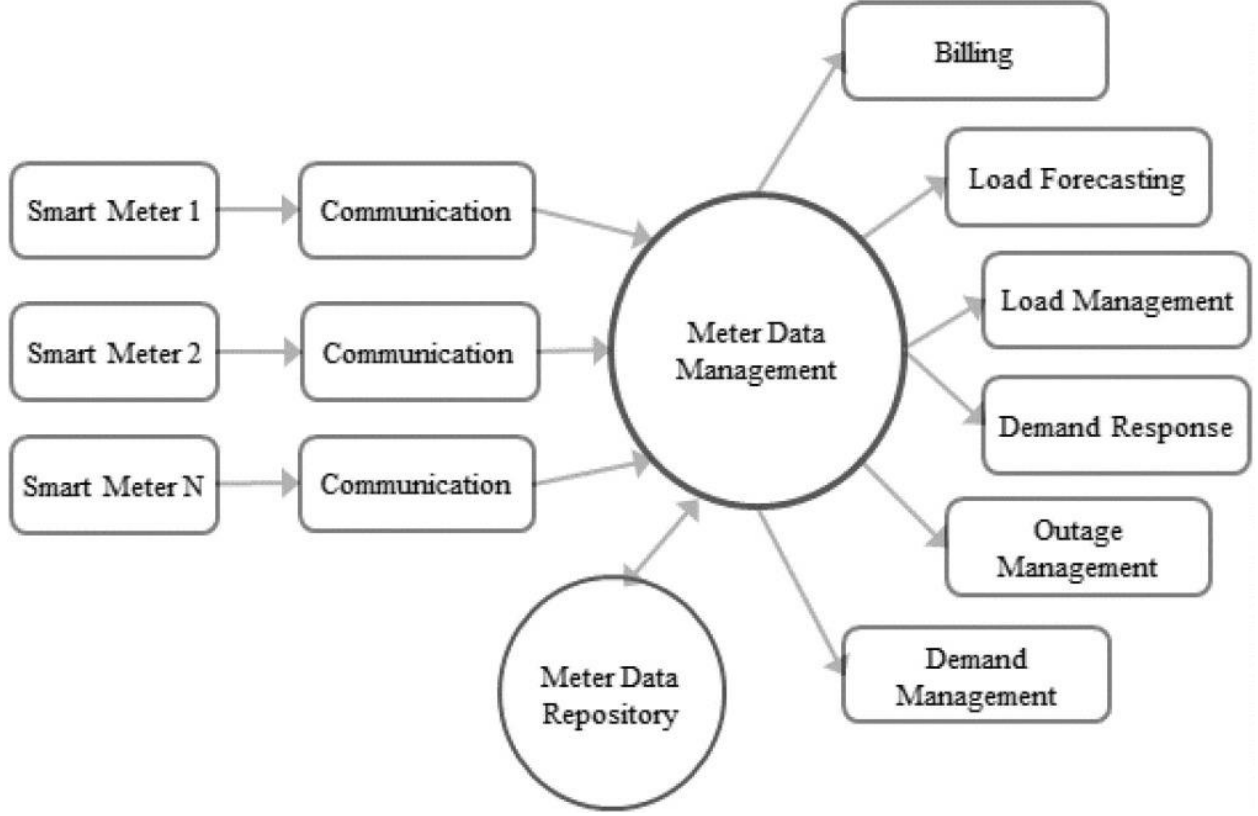 Billing
Load Forecasting
Smart Meter 1
Communication
Load Management
Smart Meter 2
Communication
Meter Data
Management
Demand Response
Smart Meter N
Communication
Outage
Management
Meter Data
Repository
Demand
Management